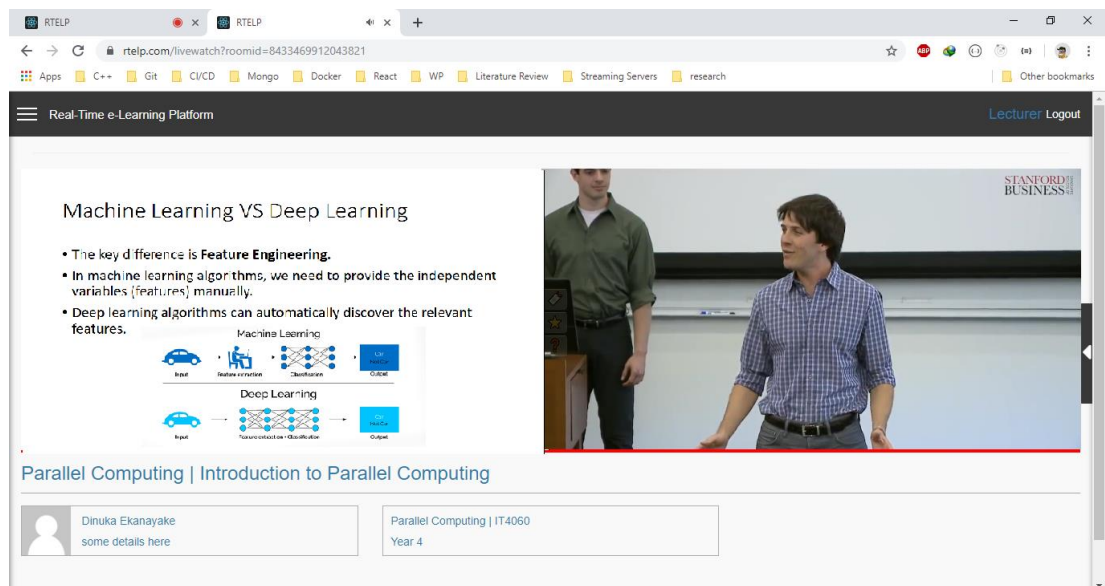 RTELP
RTELP
rtelp.com/livewatch?roomid=8433469912043821
ABP
Apps C++ Git CI/CD Mongo Docker React WP Literature Review Streaming Servers research Other bookmarks
Real-Time e-Learning Platform
Lecturer Logout
Machine Learning VS Deep Learning
• The key difference is Feature Engineering.
• In machine learning algorithms, we need to provide the independent
variables (features) manually.
• Deep learning algorithms can automatically discover the relevant
features.
Machine Learning
Input Feature extraction Classification Output
Deep Learning
Input Feature extraction + Classification Output
STANFORD
BUSINESS
Parallel Computing | Introduction to Parallel Computing
Dinuka Ekanayake
some details here
Parallel Computing | IT4060
Year 4